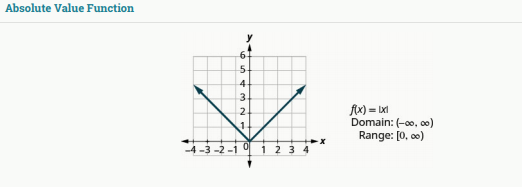 Absolute Value Function
y
6
5
4
3
2
1
-4 -3 -2 -1 0 1 2 3 4 x
f(x) = |x|
Domain: (-∞, ∞)
Range: [0, ∞)